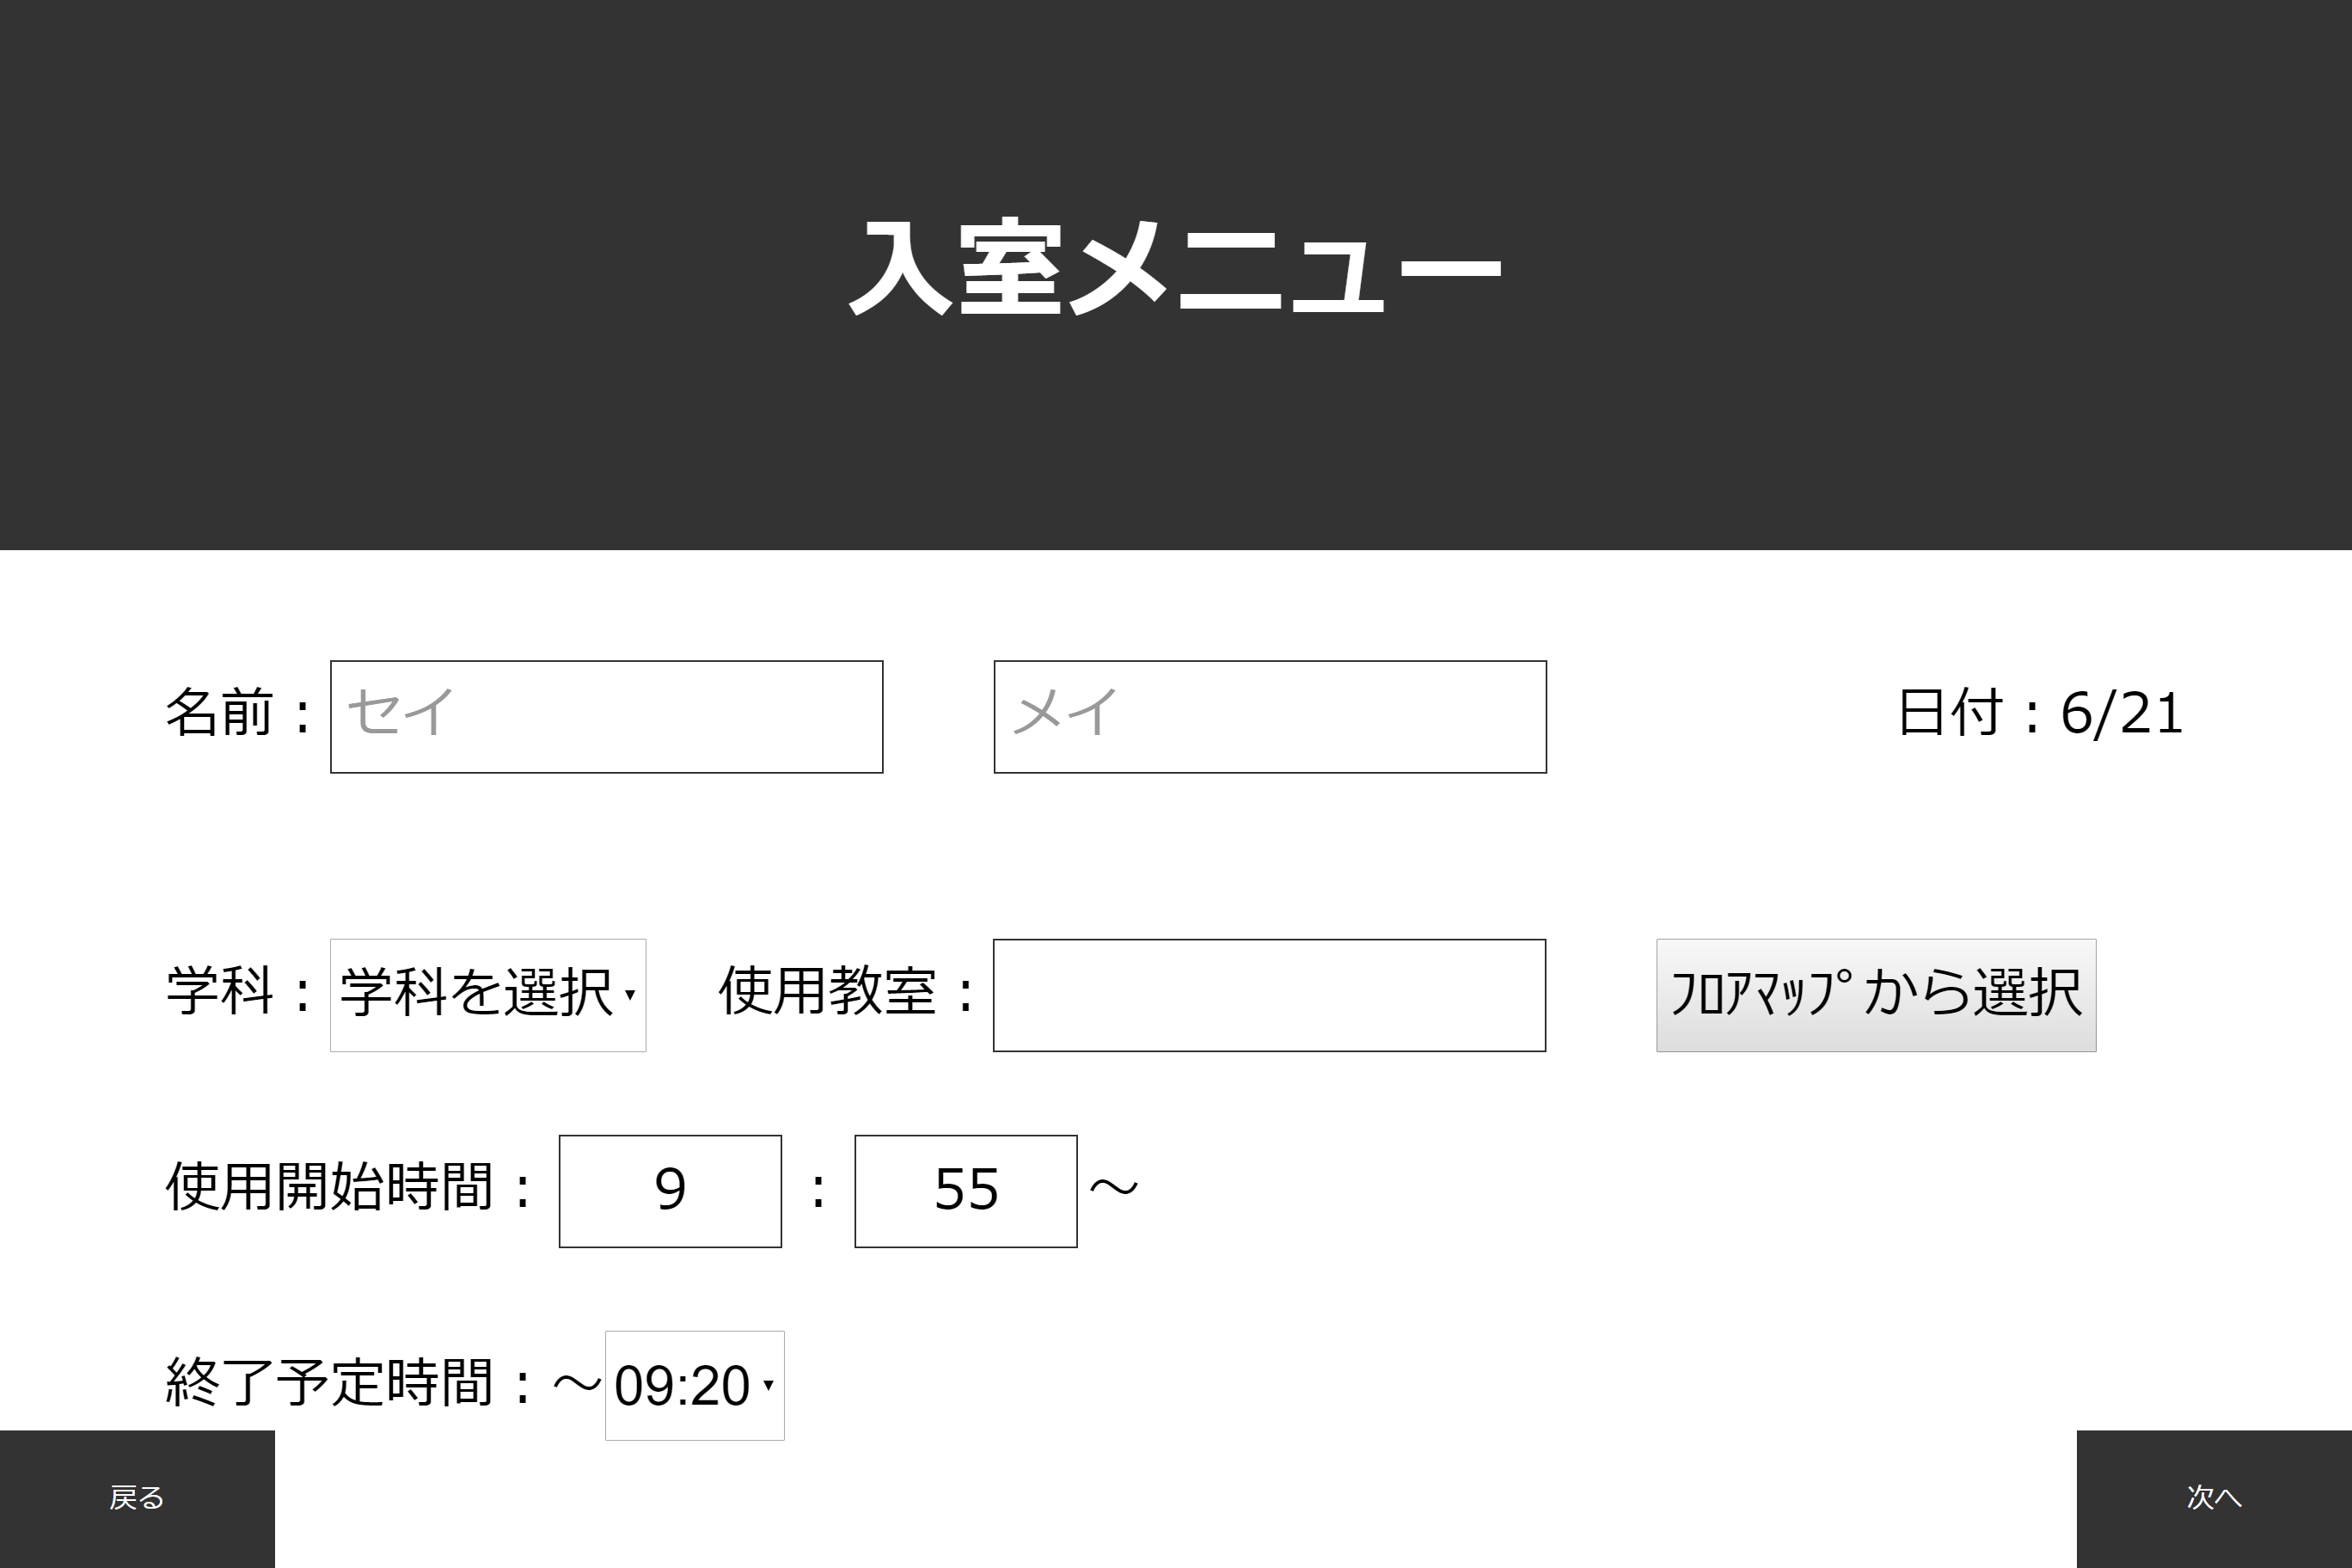 入室メニュー
名前：セイ メイ 日付：6/21
学科：学科を選択▾ 使用教室： ﾌﾛｱﾏｯﾌﾟから選択
使用開始時間： 9 ： 55 ～
終了予定時間：～09:20▾
戻る 次へ